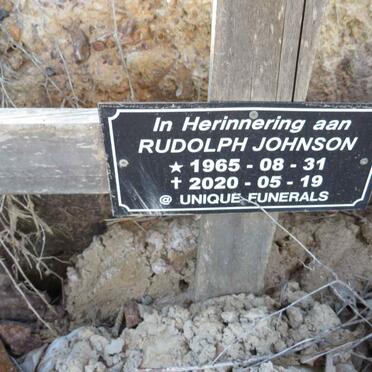 In Herinnering aan
RUDOLPH JOHNSON
★ 1965 - 08 - 31
✝ 2020 - 05 - 19
@ UNIQUE FUNERALS